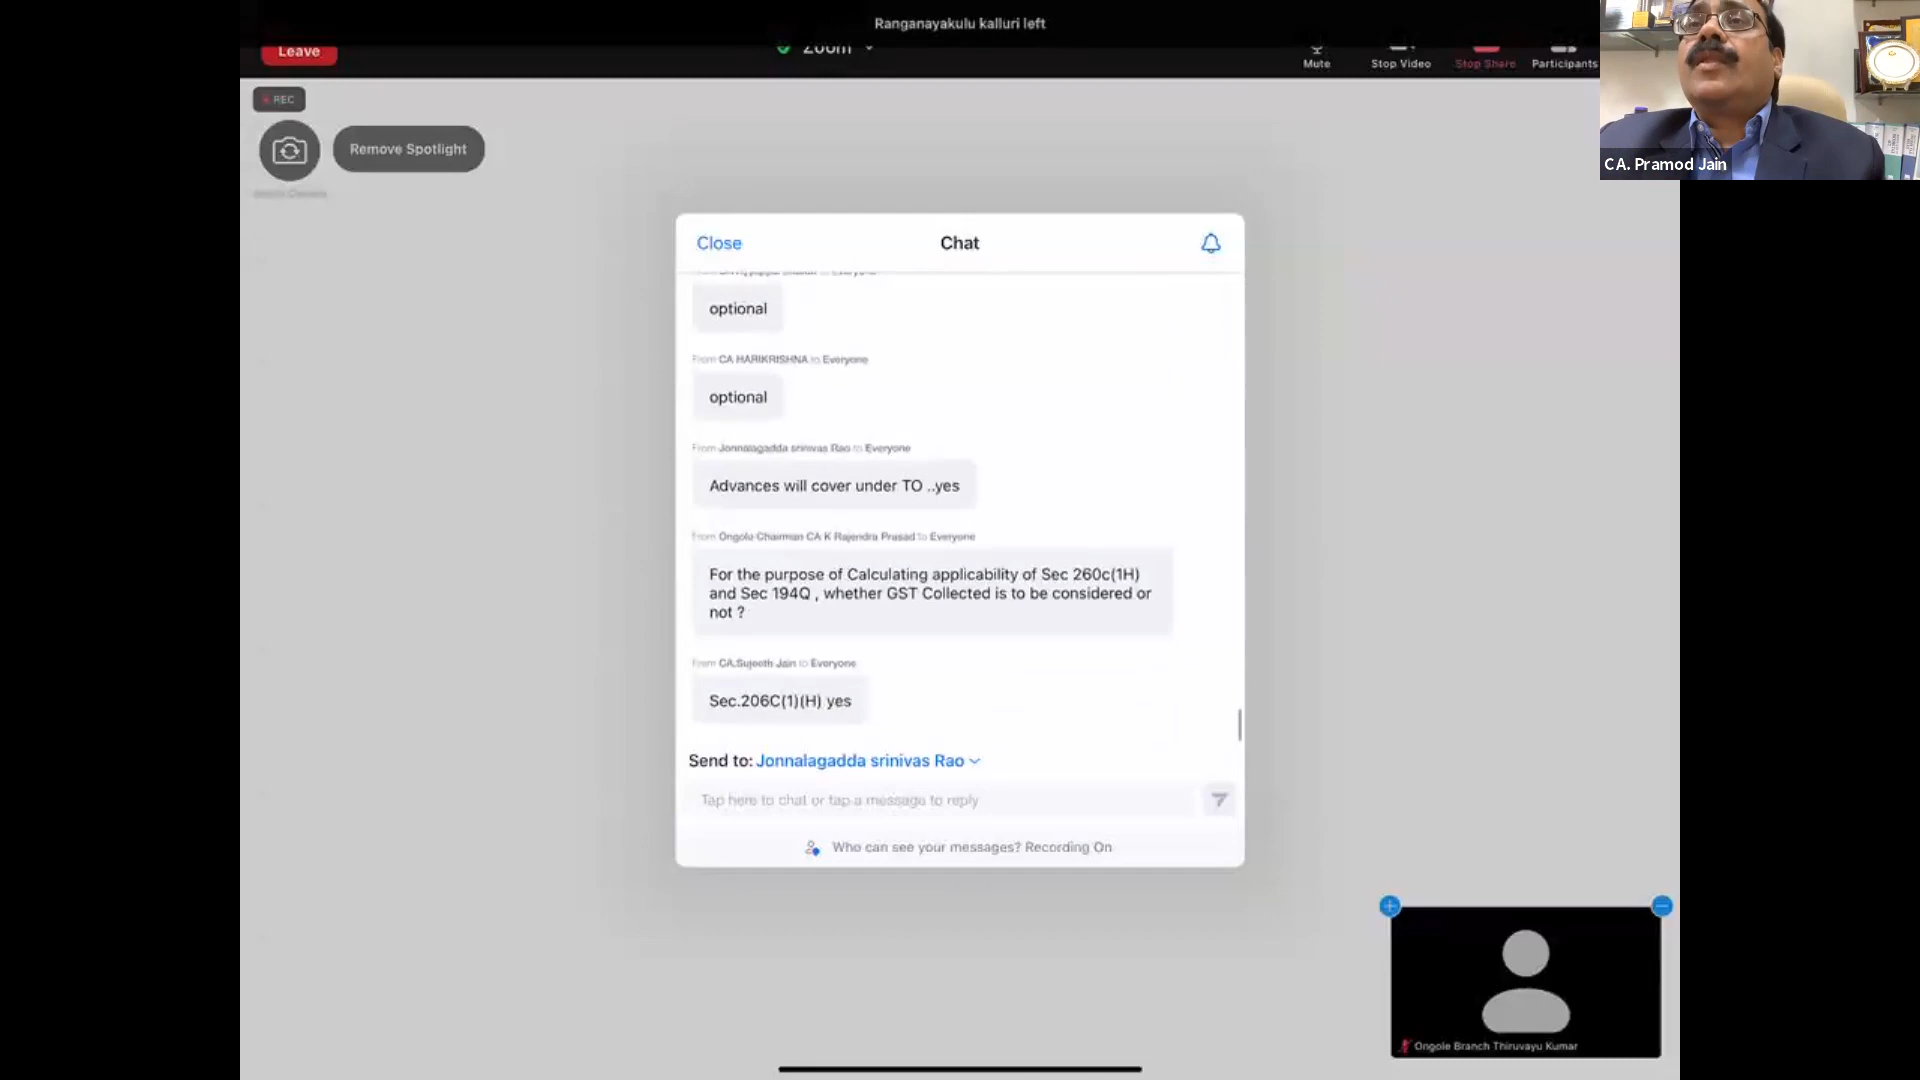 Ranganayakulu kalluri left
Leave
Zoom
Mute
Stop Video
Stop Share
Participants
CA. Pramod Jain
REC
Remove Spotlight
Close
Chat
optional
From CA HARIKRISHNA to Everyone
optional
From Jonnalagadda srinivas Rao to Everyone
Advances will cover under TO ..yes
From Ongole Chairman CA K Rajendra Prasad to Everyone
For the purpose of Calculating applicability of Sec 260c(1H)
and Sec 194Q , whether GST Collected is to be considered or
not ?
From CA.Sujeeth Jain to Everyone
Sec.206C(1)(H) yes
Send to: Jonnalagadda srinivas Rao
Tap here to chat or tap a message to reply
Who can see your messages? Recording On
Ongole Branch Thiruvayu Kumar